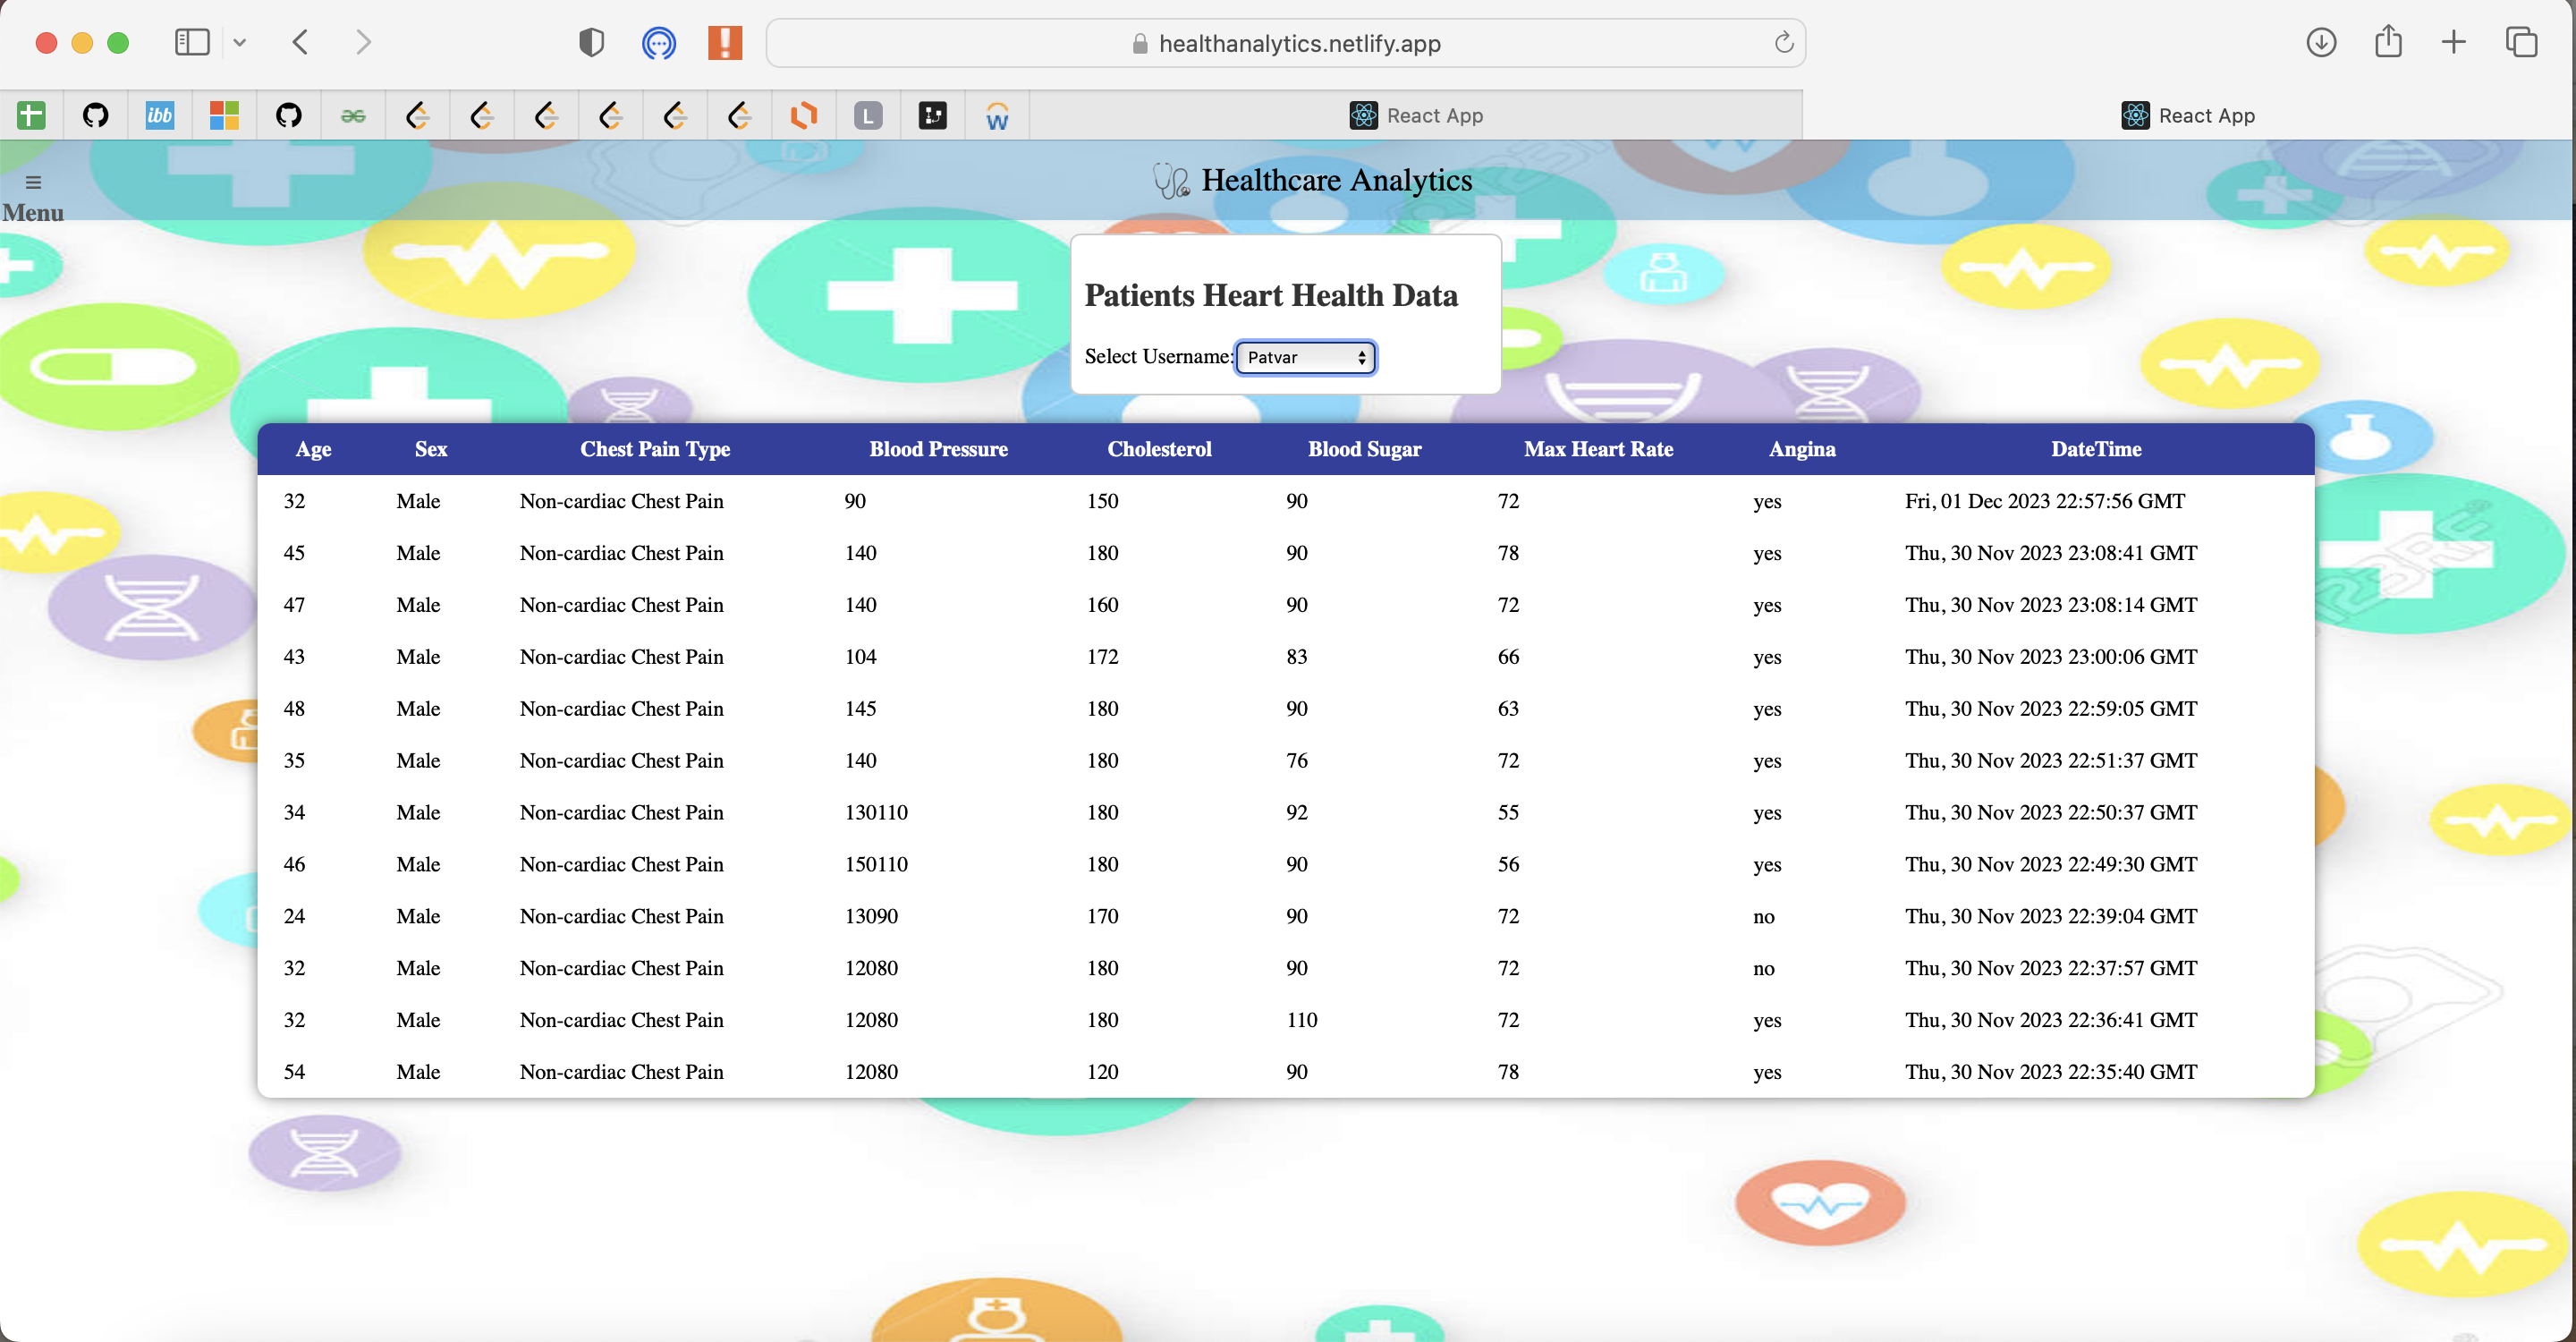 healthanalytics.netlify.app
ibb
L
W
React App
React App
Healthcare Analytics
Menu
Patients Heart Health Data
Select Username: Patvar
Age Sex Chest Pain Type Blood Pressure Cholesterol Blood Sugar Max Heart Rate Angina DateTime
32 Male Non-cardiac Chest Pain 90 150 90 72 yes Fri, 01 Dec 2023 22:57:56 GMT
45 Male Non-cardiac Chest Pain 140 180 90 78 yes Thu, 30 Nov 2023 23:08:41 GMT
47 Male Non-cardiac Chest Pain 140 160 90 72 yes Thu, 30 Nov 2023 23:08:14 GMT
43 Male Non-cardiac Chest Pain 104 172 83 66 yes Thu, 30 Nov 2023 23:00:06 GMT
48 Male Non-cardiac Chest Pain 145 180 90 63 yes Thu, 30 Nov 2023 22:59:05 GMT
35 Male Non-cardiac Chest Pain 140 180 76 72 yes Thu, 30 Nov 2023 22:51:37 GMT
34 Male Non-cardiac Chest Pain 130110 180 92 55 yes Thu, 30 Nov 2023 22:50:37 GMT
46 Male Non-cardiac Chest Pain 150110 180 90 56 yes Thu, 30 Nov 2023 22:49:30 GMT
24 Male Non-cardiac Chest Pain 13090 170 90 72 no Thu, 30 Nov 2023 22:39:04 GMT
32 Male Non-cardiac Chest Pain 12080 180 90 72 no Thu, 30 Nov 2023 22:37:57 GMT
32 Male Non-cardiac Chest Pain 12080 180 110 72 yes Thu, 30 Nov 2023 22:36:41 GMT
54 Male Non-cardiac Chest Pain 12080 120 90 78 yes Thu, 30 Nov 2023 22:35:40 GMT